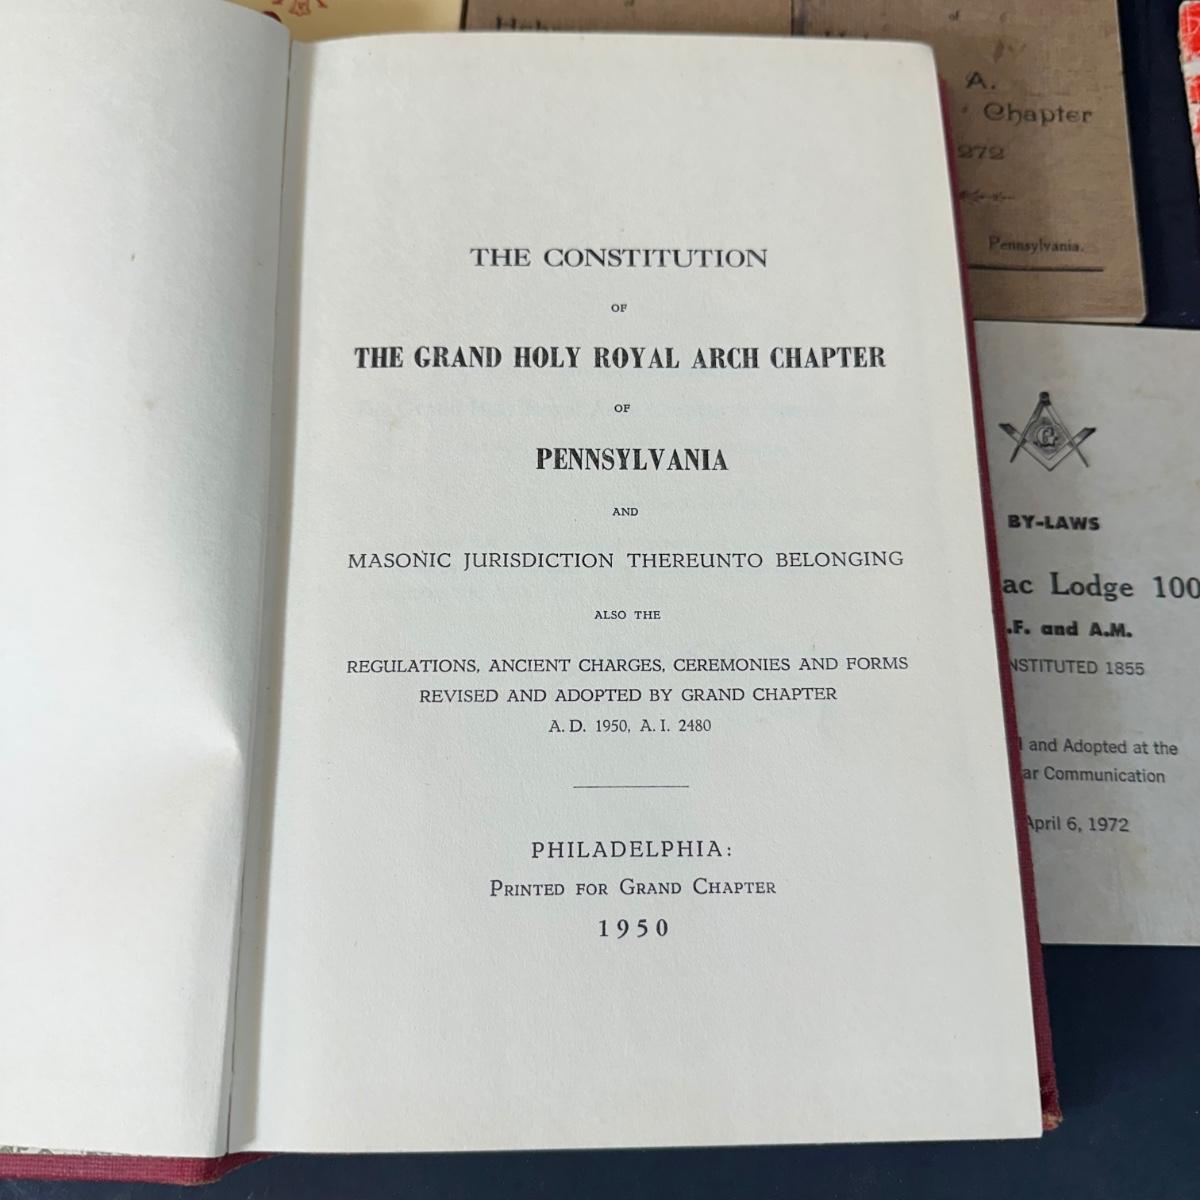 THE CONSTITUTION
OF
THE GRAND HOLY ROYAL ARCH CHAPTER
OF
PENNSYLVANIA
AND
MASONIC JURISDICTION THEREUNTO BELONGING
ALSO THE
REGULATIONS, ANCIENT CHARGES, CEREMONIES AND FORMS
REVISED AND ADOPTED BY GRAND CHAPTER
A. D. 1950, A. I. 2480
PHILADELPHIA:
PRINTED FOR GRAND CHAPTER
1950
of
A.
Chapter
272
Pennsylvania.
G
BY-LAWS
ac Lodge 100
.F. and A.M.
NSTITUTED 1855
and Adopted at the
ar Communication
April 6, 1972